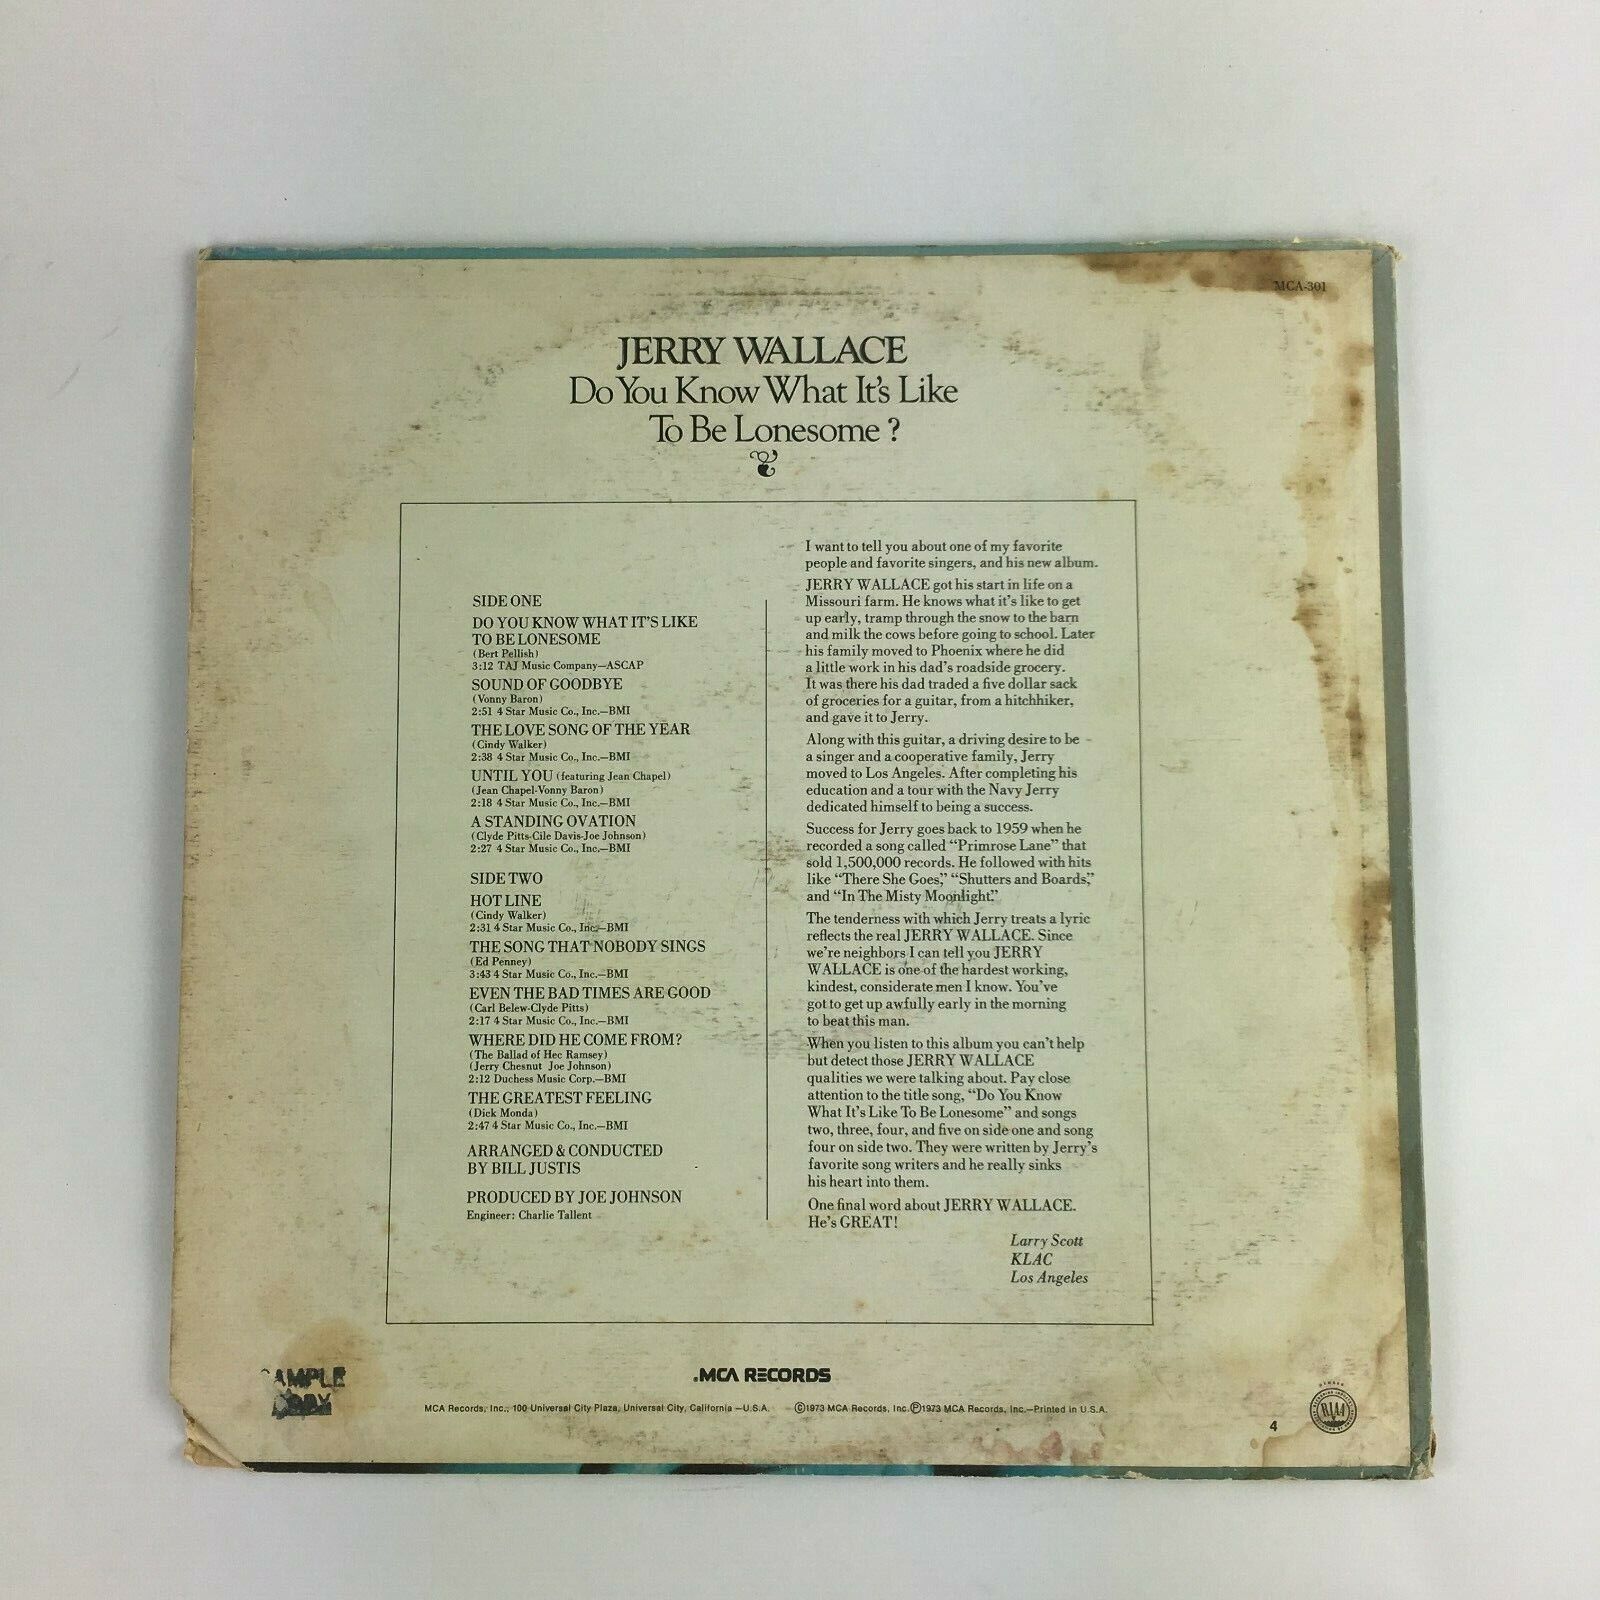 MCA-301
JERRY WALLACE
Do You Know What It's Like
To Be Lonesome ?
SIDE ONE
DO YOU KNOW WHAT IT'S LIKE
TO BE LONESOME
(Bert Pellish)
3:12 TAJ Music Company—ASCAP
SOUND OF GOODBYE
(Vonny Baron)
2:51 4 Star Music Co., Inc.—BMI
THE LOVE SONG OF THE YEAR
(Cindy Walker)
2:38 4 Star Music Co., Inc.—BMI
UNTIL YOU (featuring Jean Chapel)
(Jean Chapel-Vonny Baron)
2:18 4 Star Music Co., Inc.—BMI
A STANDING OVATION
(Clyde Pitts-Cile Davis-Joe Johnson)
2:27 4 Star Music Co., Inc.—BMI
SIDE TWO
HOT LINE
(Cindy Walker)
2:31 4 Star Music Co., Inc.—BMI
THE SONG THAT NOBODY SINGS
(Ed Penney)
3:43 4 Star Music Co., Inc.—BMI
EVEN THE BAD TIMES ARE GOOD
(Carl Belew-Clyde Pitts)
2:17 4 Star Music Co., Inc.—BMI
WHERE DID HE COME FROM?
(The Ballad of Hec Ramsey)
(Jerry Chesnut Joe Johnson)
2:12 Duchess Music Corp.—BMI
THE GREATEST FEELING
(Dick Monda)
2:47 4 Star Music Co., Inc.—BMI
ARRANGED & CONDUCTED
BY BILL JUSTIS
PRODUCED BY JOE JOHNSON
Engineer: Charlie Tallent
I want to tell you about one of my favorite
people and favorite singers, and his new album.
JERRY WALLACE got his start in life on a
Missouri farm. He knows what it's like to get
up early, tramp through the snow to the barn
and milk the cows before going to school. Later
his family moved to Phoenix where he did
a little work in his dad's roadside grocery.
It was there his dad traded a five dollar sack
of groceries for a guitar, from a hitchhiker,
and gave it to Jerry.
Along with this guitar, a driving desire to be
a singer and a cooperative family, Jerry
moved to Los Angeles. After completing his
education and a tour with the Navy Jerry
dedicated himself to being a success.
Success for Jerry goes back to 1959 when he
recorded a song called "Primrose Lane" that
sold 1,500,000 records. He followed with hits
like "There She Goes," "Shutters and Boards,"
and "In The Misty Moonlight."
The tenderness with which Jerry treats a lyric
reflects the real JERRY WALLACE. Since
we're neighbors I can tell you JERRY
WALLACE is one of the hardest working,
kindest, considerate men I know. You've
got to get up awfully early in the morning
to beat this man.
When you listen to this album you can't help
but detect those JERRY WALLACE
qualities we were talking about. Pay close
attention to the title song, "Do You Know
What It's Like To Be Lonesome" and songs
two, three, four, and five on side one and song
four on side two. They were written by Jerry's
favorite song writers and he really sinks
his heart into them.
One final word about JERRY WALLACE.
He's GREAT!
Larry Scott
KLAC
Los Angeles
AMPLE
MCA RECORDS
MCA Records, Inc., 100 Universal City Plaza, Universal City, California —U.S.A. ©1973 MCA Records, Inc. ℗1973 MCA Records, Inc.—Printed in U.S.A.
4
MEMBER
RIAA